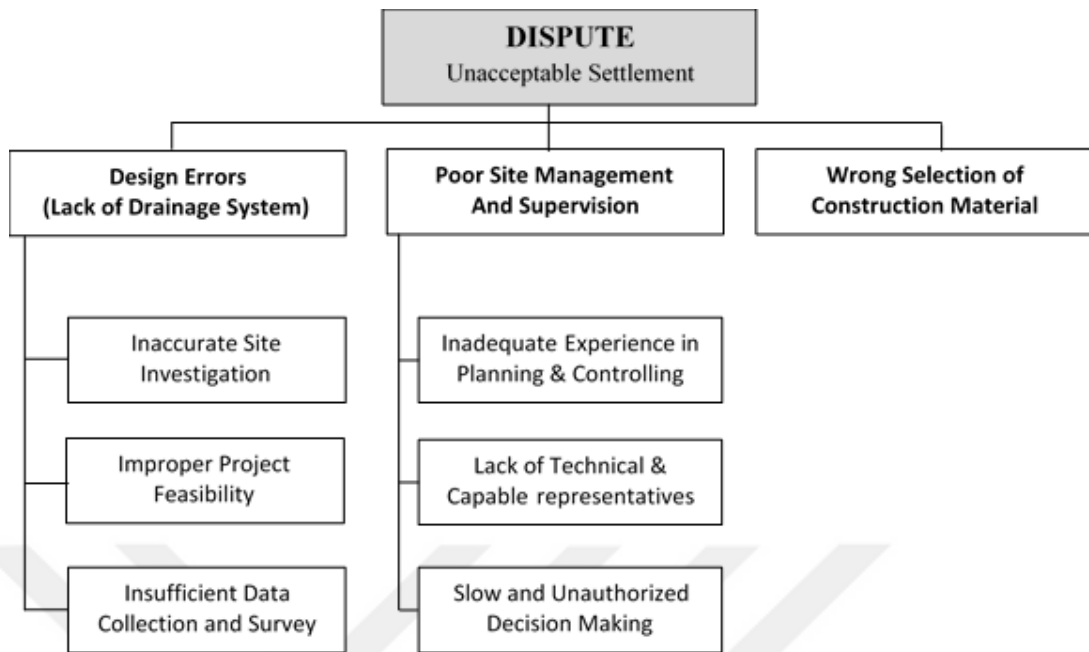 DISPUTE
Unacceptable Settlement
Design Errors
(Lack of Drainage System)
Poor Site Management
And Supervision
Wrong Selection of
Construction Material
Inaccurate Site
Investigation
Improper Project
Feasibility
Insufficient Data
Collection and Survey
Inadequate Experience in
Planning & Controlling
Lack of Technical &
Capable representatives
Slow and Unauthorized
Decision Making